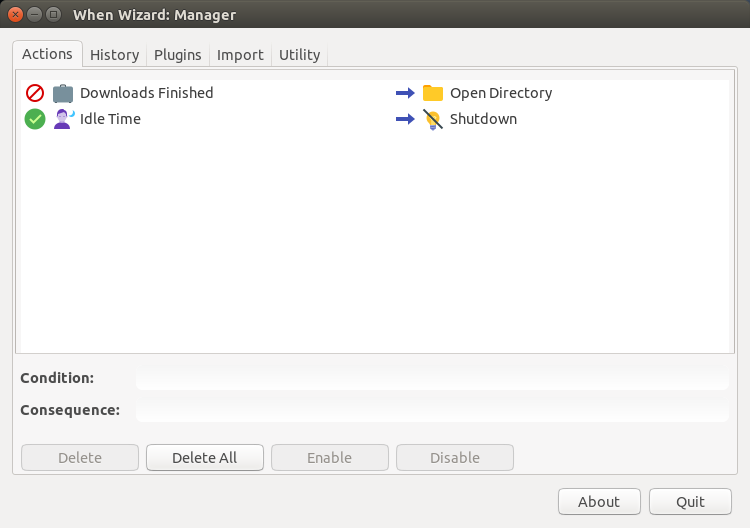 When Wizard: Manager
Actions History Plugins Import Utility
Downloads Finished Open Directory
Idle Time Shutdown
Condition:
Consequence:
Delete Delete All Enable Disable
About Quit